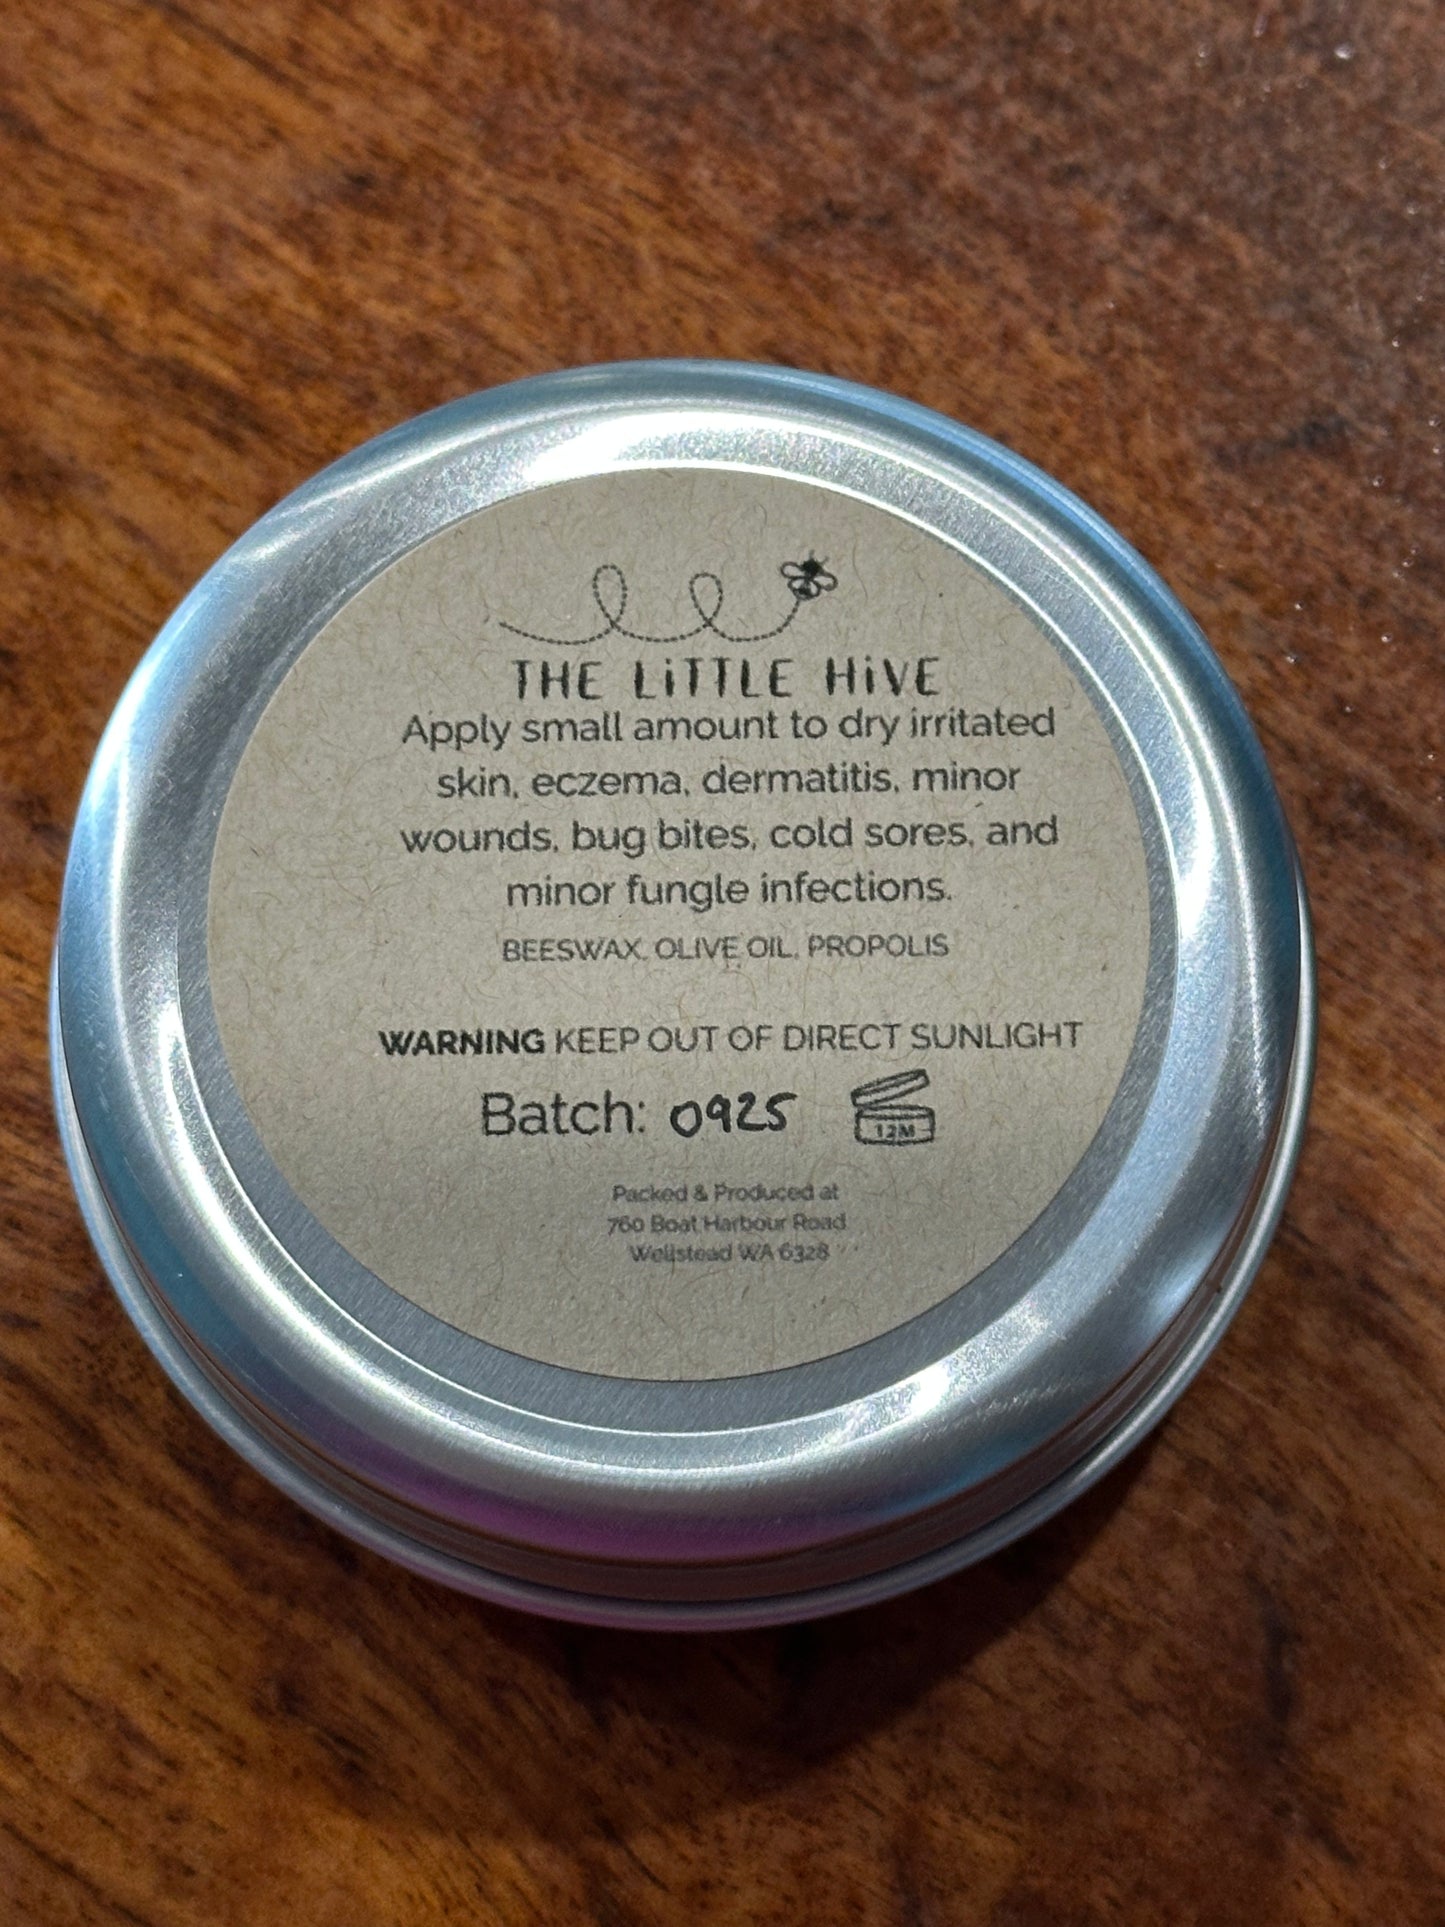 THE LiTTLE HiVE
Apply small amount to dry irritated
skin, eczema, dermatitis, minor
wounds, bug bites, cold sores, and
minor fungle infections.
BEESWAX, OLIVE OIL, PROPOLIS
WARNING KEEP OUT OF DIRECT SUNLIGHT
Batch: 0925
12M
Packed & Produced at
760 Boat Harbour Road
Wellstead WA 6328